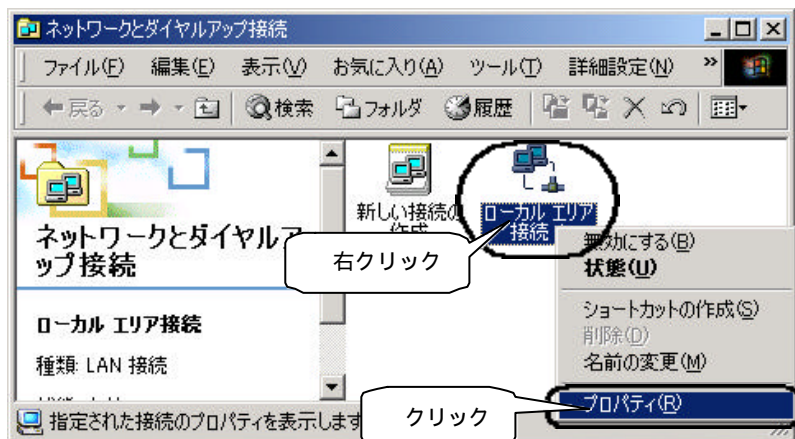 ネットワークとダイヤルアップ接続
ファイル(F) 編集(E) 表示(V) お気に入り(A) ツール(T) 詳細設定(N) »
戻る 検索 フォルダ 履歴
ネットワークとダイヤルア
ップ接続
ローカル エリア接続
種類: LAN 接続
新しい接続の
作成
ローカル エリア
接続
右クリック
無効にする(B)
状態(U)
ショートカットの作成(S)
削除(D)
名前の変更(M)
プロパティ(R)
クリック
指定された接続のプロパティを表示します